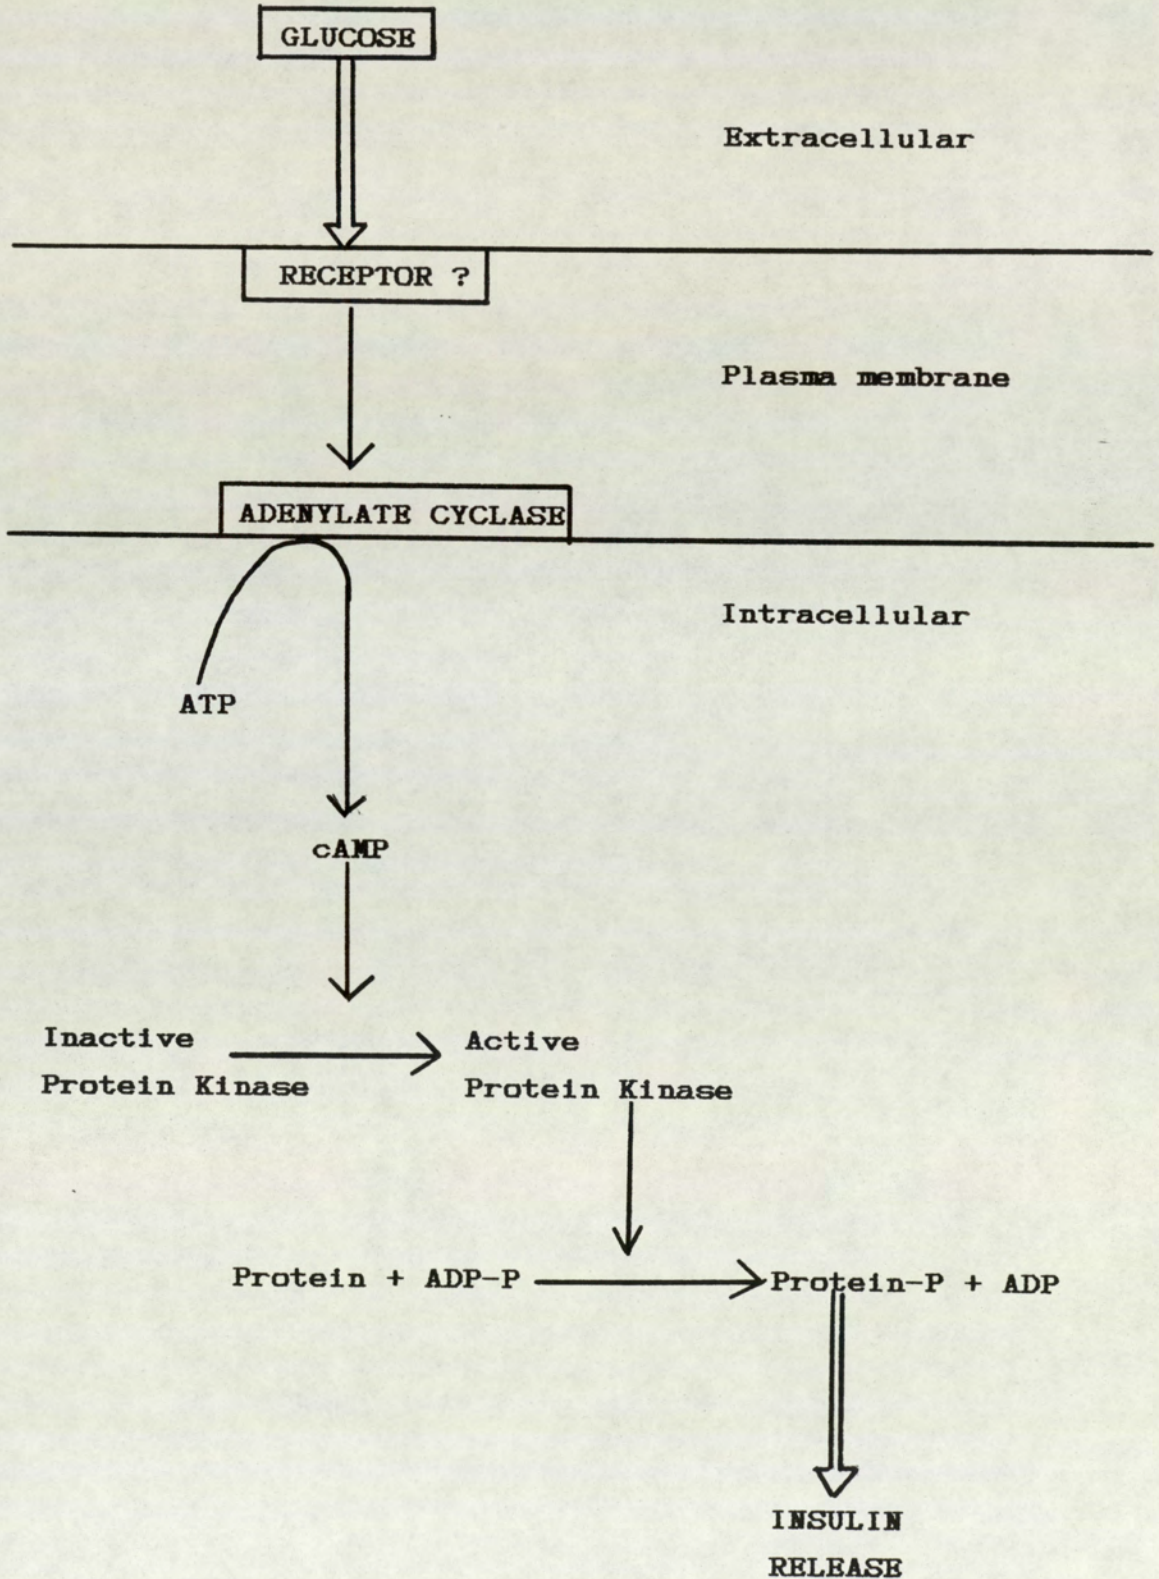 GLUCOSE
Extracellular
RECEPTOR ?
Plasma membrane
ADENYLATE CYCLASE
Intracellular
ATP
cAMP
Inactive
Protein Kinase
Active
Protein Kinase
Protein + ADP-P
Protein-P + ADP
INSULIN
RELEASE